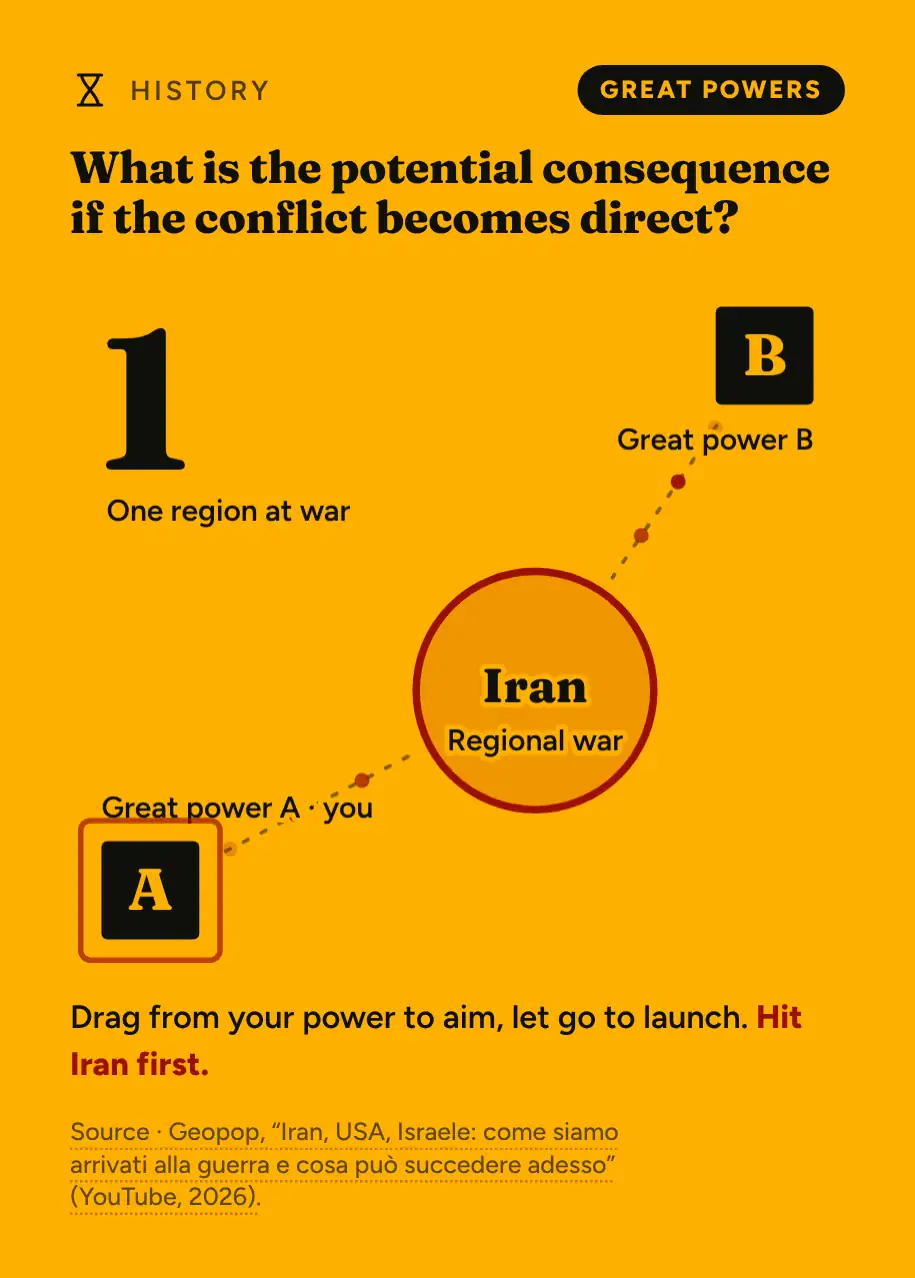 HISTORY
GREAT POWERS
What is the potential consequence
if the conflict becomes direct?
1
One region at war
B
Great power B
Iran
Regional war
Great power A · you
A
Drag from your power to aim, let go to launch. Hit
Iran first.
Source · Geopop, “Iran, USA, Israele: come siamo
arrivati alla guerra e cosa può succedere adesso”
(YouTube, 2026).